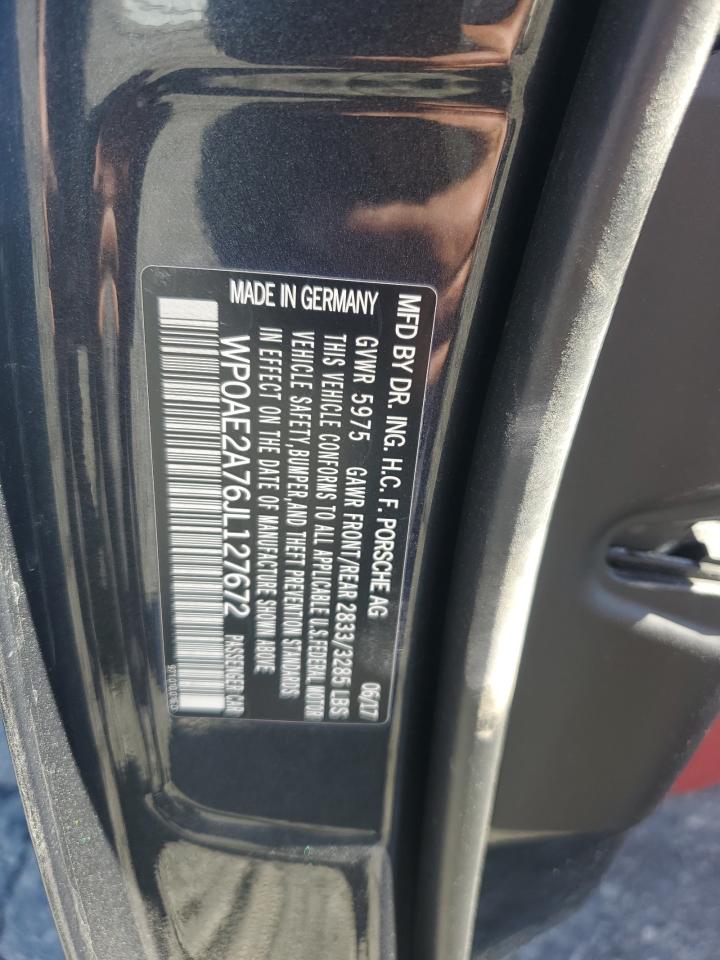 MFD BY DR. ING. H.C. F. PORSCHE AG 06/17
GVWR 5975 GAWR FRONT/REAR 2833/3285 LBS
THIS VEHICLE CONFORMS TO ALL APPLICABLE U.S. FEDERAL MOTOR
VEHICLE SAFETY, BUMPER, AND THEFT PREVENTION STANDARDS
IN EFFECT ON THE DATE OF MANUFACTURE SHOWN ABOVE
MADE IN GERMANY
WP0AE2A76JL127672 PASSENGER CAR